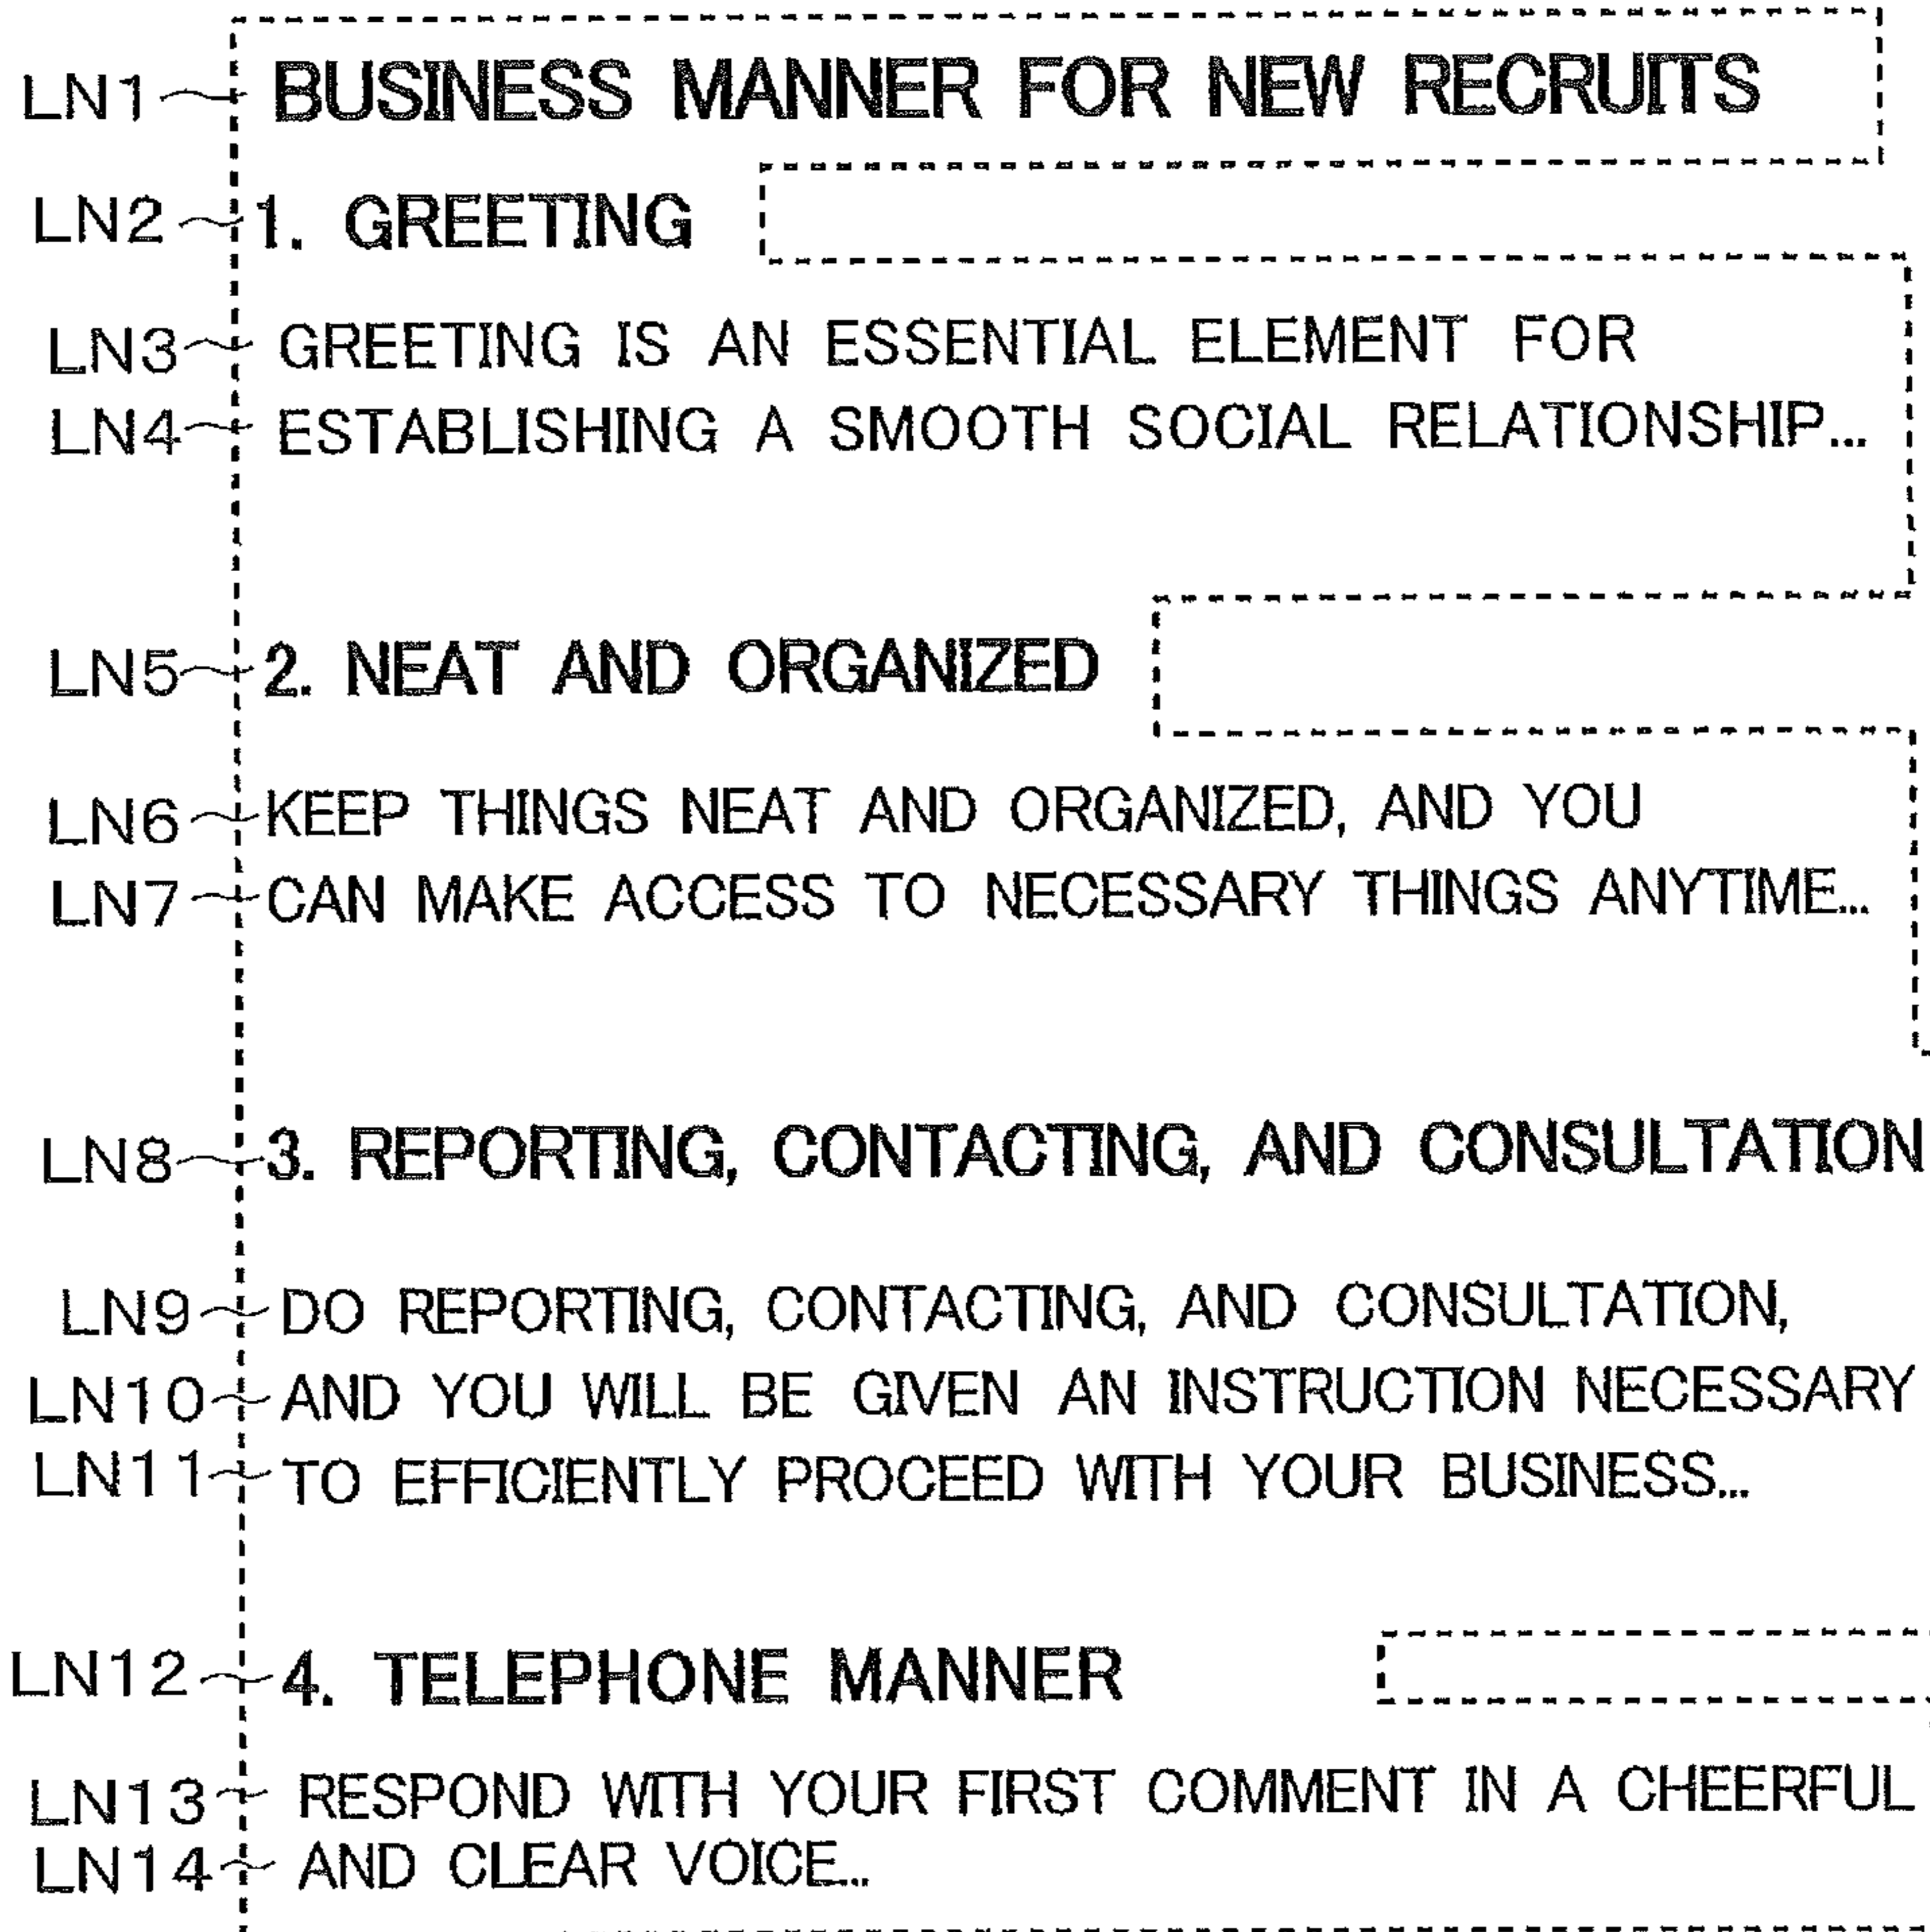 LN1 BUSINESS MANNER FOR NEW RECRUITS
LN2 1. GREETING
LN3 GREETING IS AN ESSENTIAL ELEMENT FOR
LN4 ESTABLISHING A SMOOTH SOCIAL RELATIONSHIP...
LN5 2. NEAT AND ORGANIZED
LN6 KEEP THINGS NEAT AND ORGANIZED, AND YOU
LN7 CAN MAKE ACCESS TO NECESSARY THINGS ANYTIME...
LN8 3. REPORTING, CONTACTING, AND CONSULTATION
LN9 DO REPORTING, CONTACTING, AND CONSULTATION,
LN10 AND YOU WILL BE GIVEN AN INSTRUCTION NECESSARY
LN11 TO EFFICIENTLY PROCEED WITH YOUR BUSINESS...
LN12 4. TELEPHONE MANNER
LN13 RESPOND WITH YOUR FIRST COMMENT IN A CHEERFUL
LN14 AND CLEAR VOICE...